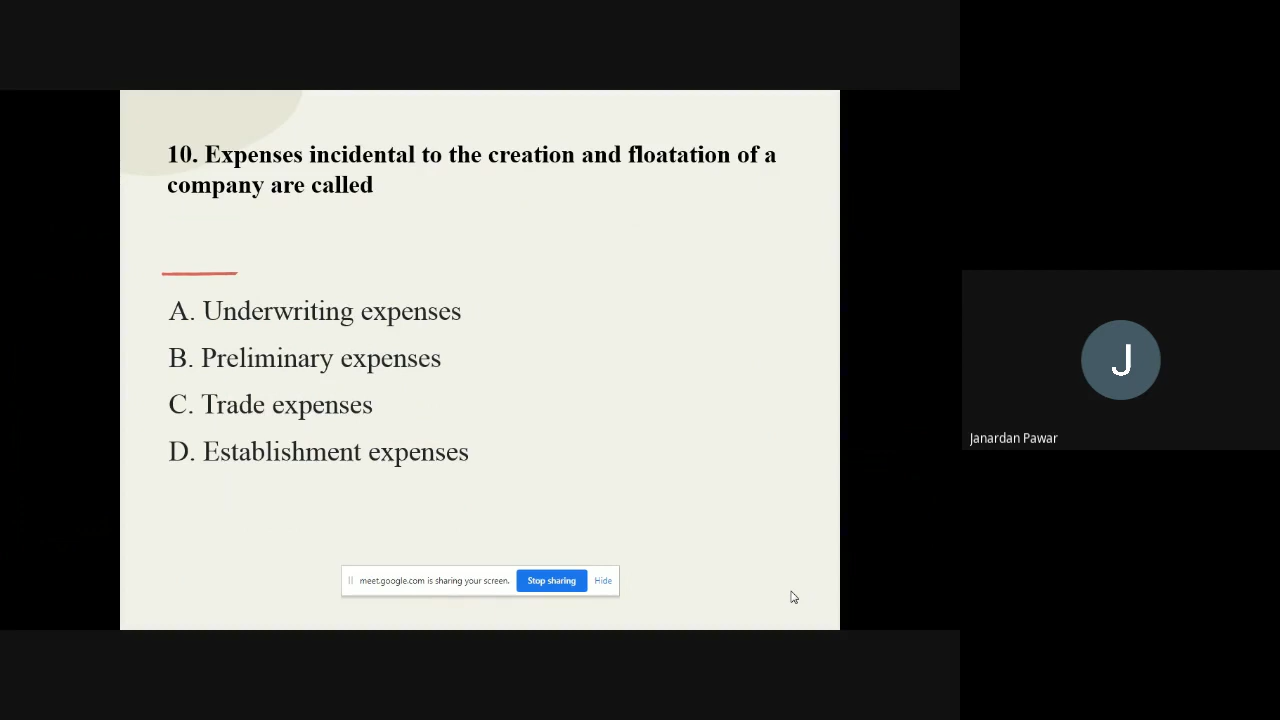 10. Expenses incidental to the creation and floatation of a
company are called
A. Underwriting expenses
B. Preliminary expenses
C. Trade expenses
D. Establishment expenses
meet.google.com is sharing your screen. Stop sharing Hide
J
Janardan Pawar